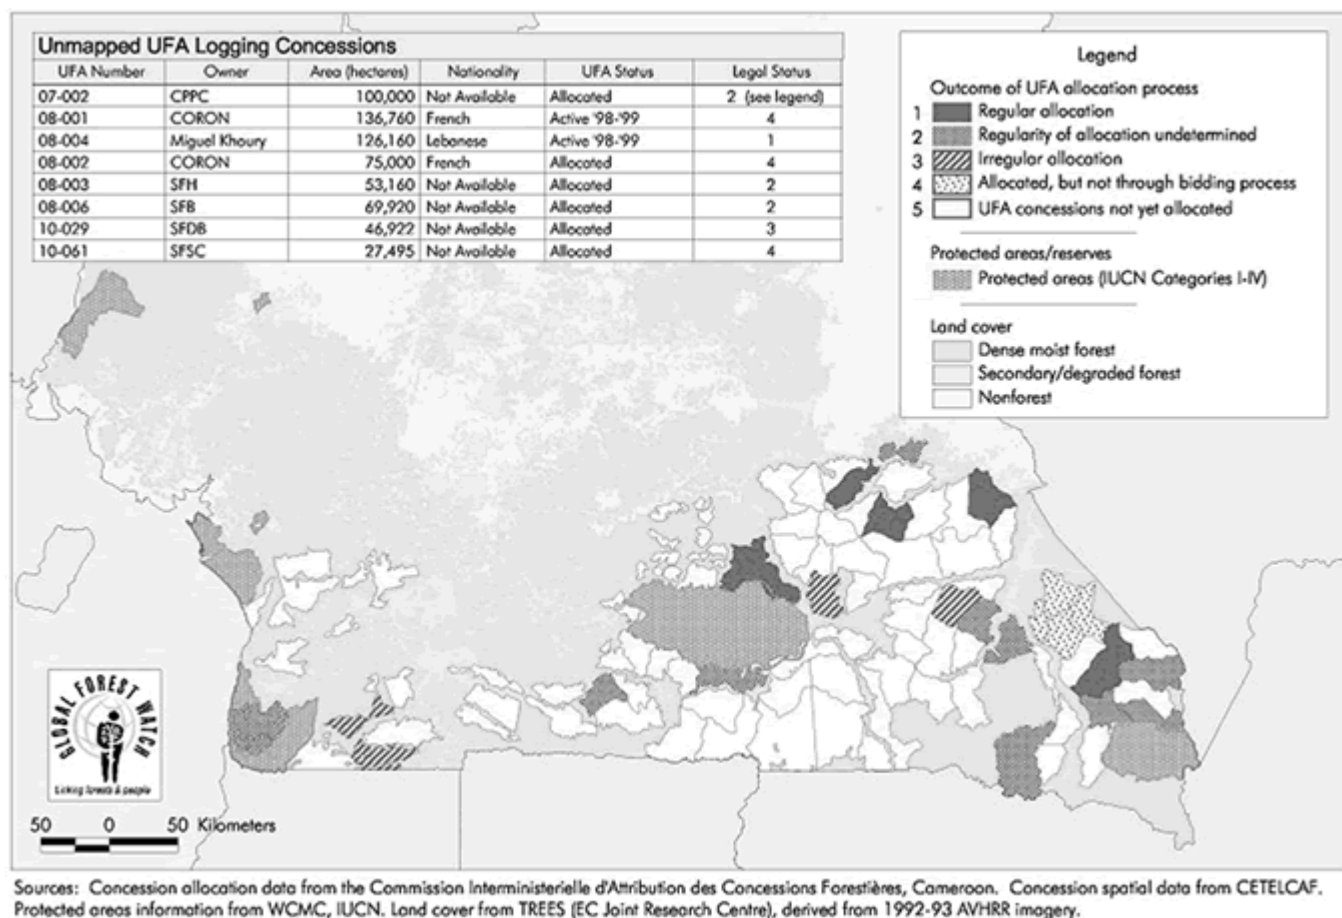 Unmapped UFA Logging Concessions
UFA Number Owner Area (hectares) Nationality UFA Status Legal Status
07-002 CPPC 100,000 Not Available Allocated 2 (see legend)
08-001 CORON 136,760 French Active '98-'99 4
08-004 Miguel Khoury 126,160 Lebanese Active '98-'99 1
08-002 CORON 75,000 French Allocated 4
08-003 SFH 53,160 Not Available Allocated 2
08-006 SFB 69,920 Not Available Allocated 2
10-029 SFDB 46,922 Not Available Allocated 3
10-061 SFSC 27,495 Not Available Allocated 4
Legend
Outcome of UFA allocation process
1 Regular allocation
2 Regularity of allocation undetermined
3 Irregular allocation
4 Allocated, but not through bidding process
5 UFA concessions not yet allocated
Protected areas/reserves
Protected areas (IUCN Categories I-IV)
Land cover
Dense moist forest
Secondary/degraded forest
Nonforest
GLOBAL FOREST WATCH
Linking forests & people
50 0 50 Kilometers
Sources: Concession allocation data from the Commission Interministerielle d'Attribution des Concessions Forestières, Cameroon. Concession spatial data from CETELCAF.
Protected areas information from WCMC, IUCN. Land cover from TREES (EC Joint Research Centre), derived from 1992-93 AVHRR imagery.